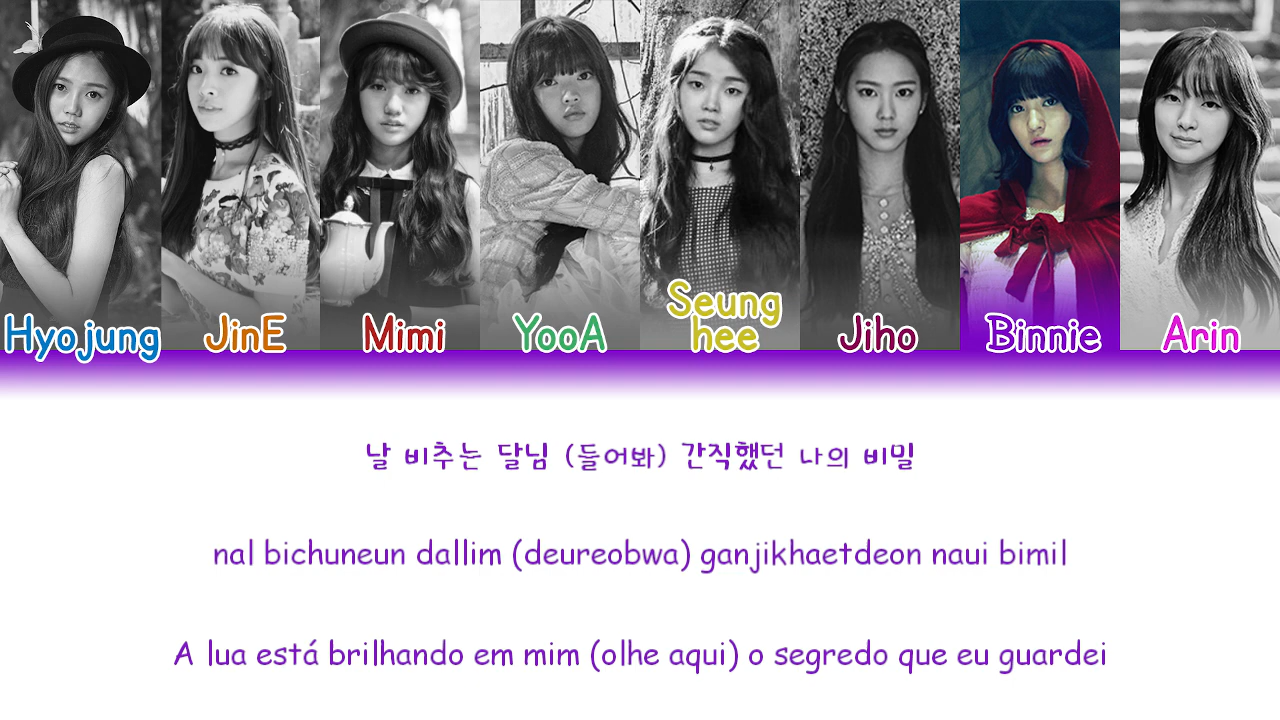 Hyojung JinE Mimi YooA Seung hee Jiho Binnie Arin
날 비추는 달님 (들어봐) 간직했던 나의 비밀
nal bichuneun dallim (deureobwa) ganjikhaetdeon naui bimil
A lua está brilhando em mim (olhe aqui) o segredo que eu guardei